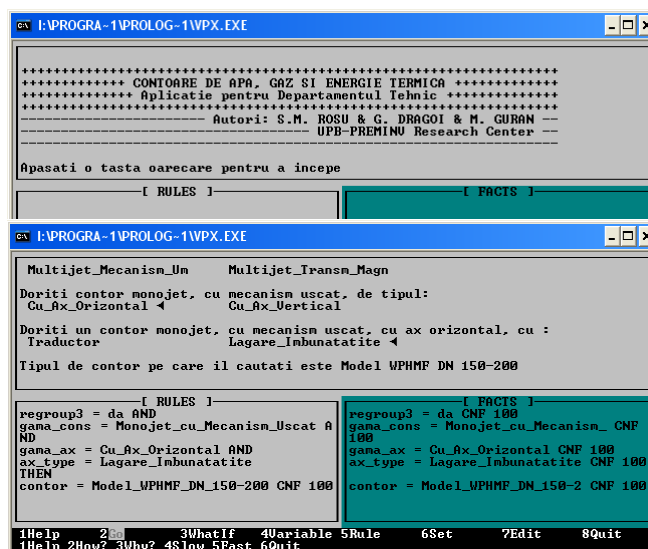 I:\PROGRA~1\PROLOG~1\VPX.EXE
++++++++++++++++++++++++++++++++++++++++++++++++++++++++++++++++++++
+++++++++++++ CONTOARE DE APA, GAZ SI ENERGIE TERMICA +++++++++++++
+++++++++++++++ Aplicatie pentru Departamentul Tehnic ++++++++++++++
++++++++++++++++++++++++++++++++++++++++++++++++++++++++++++++++++++
----------------------- Autori: S.M. ROSU & G. DRAGOI & M. GURAN --
------------------------------------ UPB-PREMINV Research Center --
--------------------------------------------------------------------
Apasati o tasta oarecare pentru a incepe
[ RULES ]
[ FACTS ]
I:\PROGRA~1\PROLOG~1\VPX.EXE
Multijet_Mecanism_Um Multijet_Transm_Magn
Doriti contor monojet, cu mecanism uscat, de tipul:
Cu_Ax_Orizontal ◄ Cu_Ax_Vertical
Doriti un contor monojet, cu mecanism uscat, cu ax orizontal, cu :
Traductor Lagare_Imbunatatite ◄
Tipul de contor pe care il cautati este Model WPHMF DN 150-200
[ RULES ]
regroup3 = da AND
gama_cons = Monojet_cu_Mecanism_Uscat A
ND
gama_ax = Cu_Ax_Orizontal AND
ax_type = Lagare_Imbunatatite
THEN
contor = Model_WPHMF_DN_150-200 CNF 100
[ FACTS ]
regroup3 = da CNF 100
gama_cons = Monojet_cu_Mecanism_ CNF
100
gama_ax = Cu_Ax_Orizontal CNF 100
ax_type = Lagare_Imbunatatite CNF 100
contor = Model_WPHMF_DN_150-2 CNF 100
1Help 2Go 3WhatIf 4Variable 5Rule 6Set 7Edit 8Quit
1Help 2How? 3Why? 4Slow 5Fast 6Quit